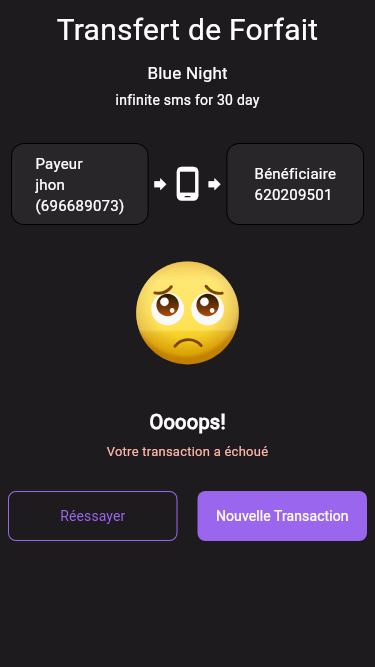 Transfert de Forfait
Blue Night
infinite sms for 30 day
Payeur
jhon
(696689073)
Bénéficiaire
620209501
Oooops!
Votre transaction a échoué
Réessayer
Nouvelle Transaction